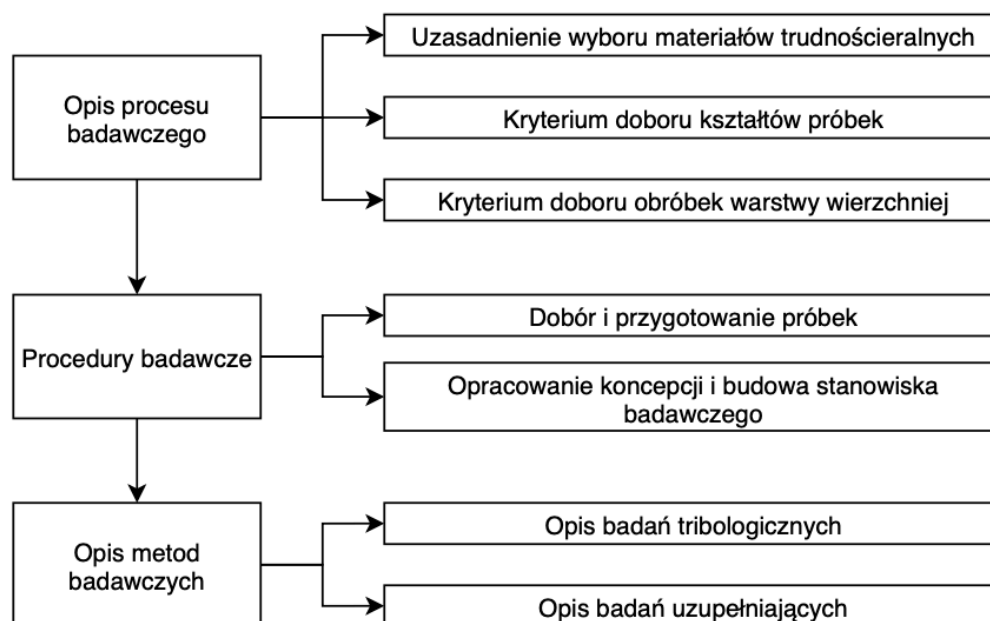 Opis procesu
badawczego
Uzasadnienie wyboru materiałów trudnościeralnych
Kryterium doboru kształtów próbek
Kryterium doboru obróbek warstwy wierzchniej
Procedury badawcze
Dobór i przygotowanie próbek
Opracowanie koncepcji i budowa stanowiska
badawczego
Opis metod
badawczych
Opis badań tribologicznych
Opis badań uzupełniających